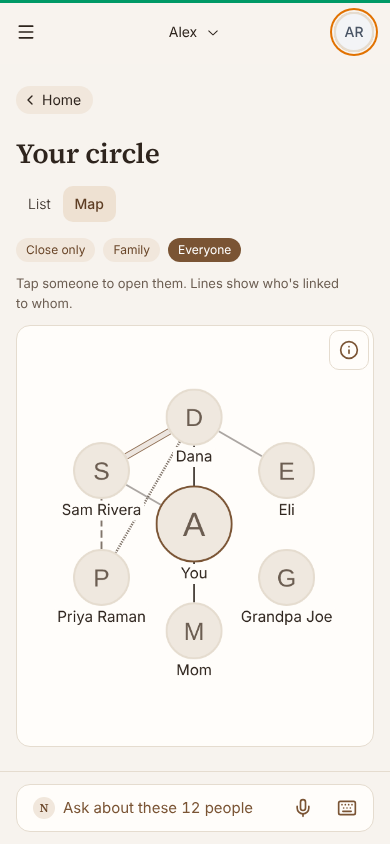 Alex
AR
Home
Your circle
List
Map
Close only
Family
Everyone
Tap someone to open them. Lines show who's linked
to whom.
D
Dana
S
Sam Rivera
E
Eli
A
You
P
Priya Raman
G
Grandpa Joe
M
Mom
N
Ask about these 12 people